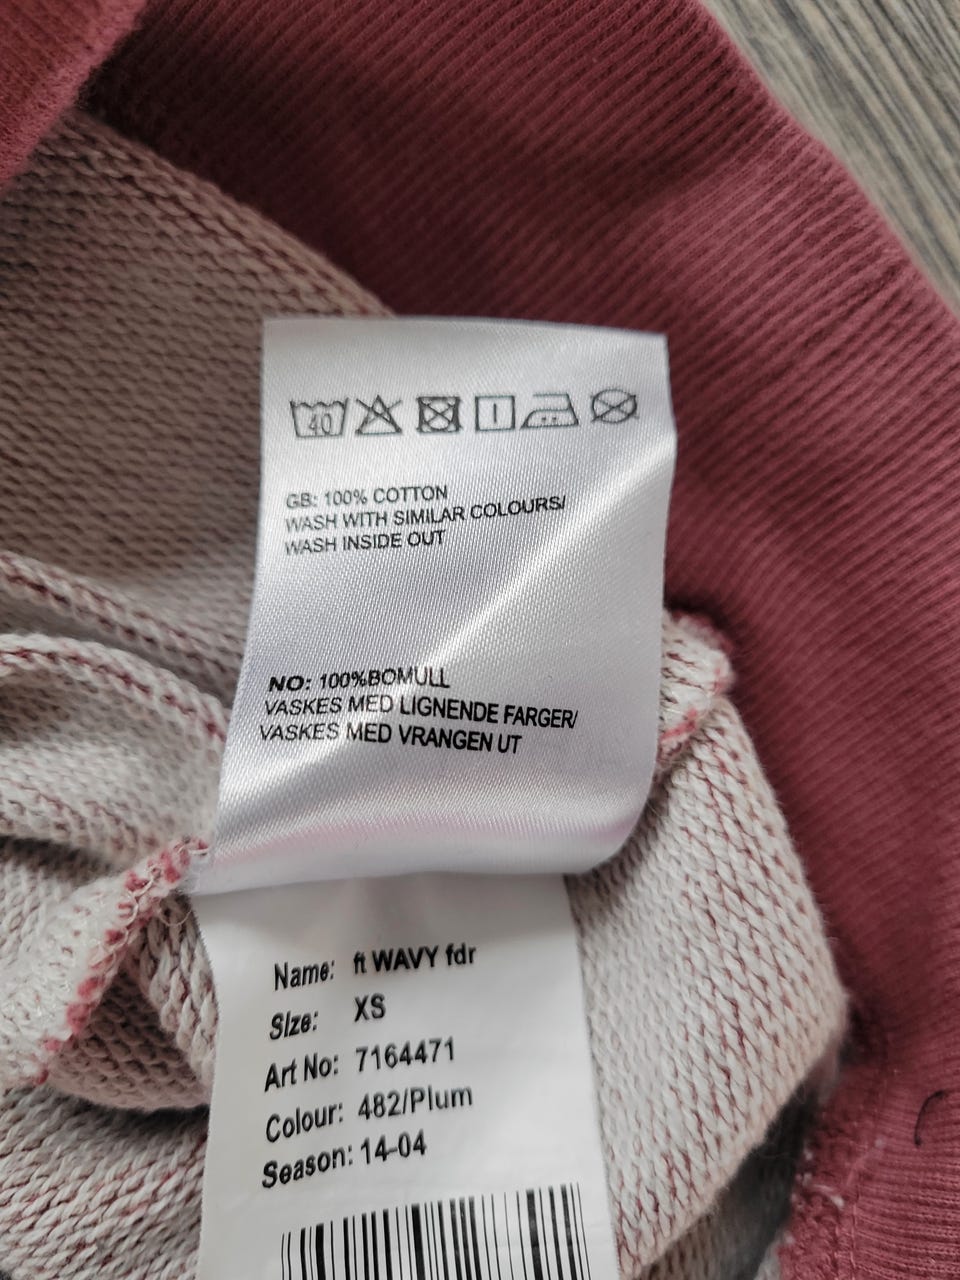 40
GB: 100% COTTON
WASH WITH SIMILAR COLOURS/
WASH INSIDE OUT
NO: 100%BOMULL
VASKES MED LIGNENDE FARGER/
VASKES MED VRANGEN UT
Name: ft WAVY fdr
Size: XS
Art No: 7164471
Colour: 482/Plum
Season: 14-04